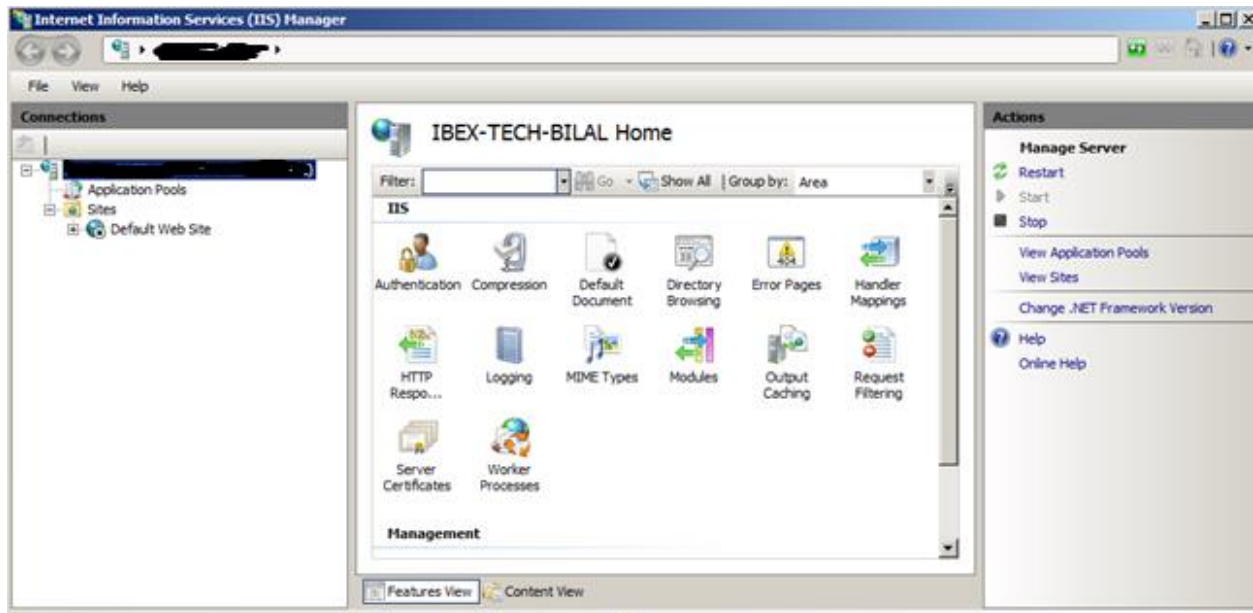 Internet Information Services (IIS) Manager
File View Help
Connections
Application Pools
Sites
Default Web Site
IBEX-TECH-BILAL Home
Filter: Go Show All Group by: Area
IIS
Authentication Compression Default Document Directory Browsing Error Pages Handler Mappings
HTTP Respo... Logging MIME Types Modules Output Caching Request Filtering
Server Certificates Worker Processes
Management
Features View Content View
Actions
Manage Server
Restart
Start
Stop
View Application Pools
View Sites
Change .NET Framework Version
Help
Online Help